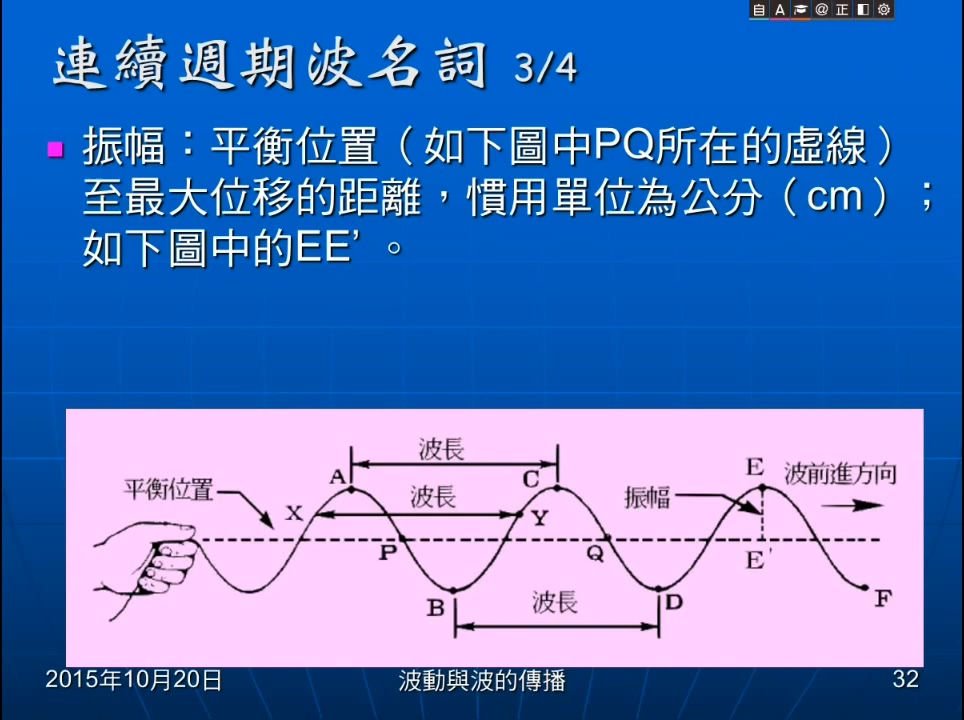 自 A @ 正
連續週期波名詞 3/4
振幅：平衡位置（如下圖中PQ所在的虛線）
至最大位移的距離，慣用單位為公分（cm）；
如下圖中的EE’。
波長
A
C
E
波前進方向
平衡位置
X
波長
Y
振幅
P
Q
E'
B
波長
D
F
2015年10月20日
波動與波的傳播
32